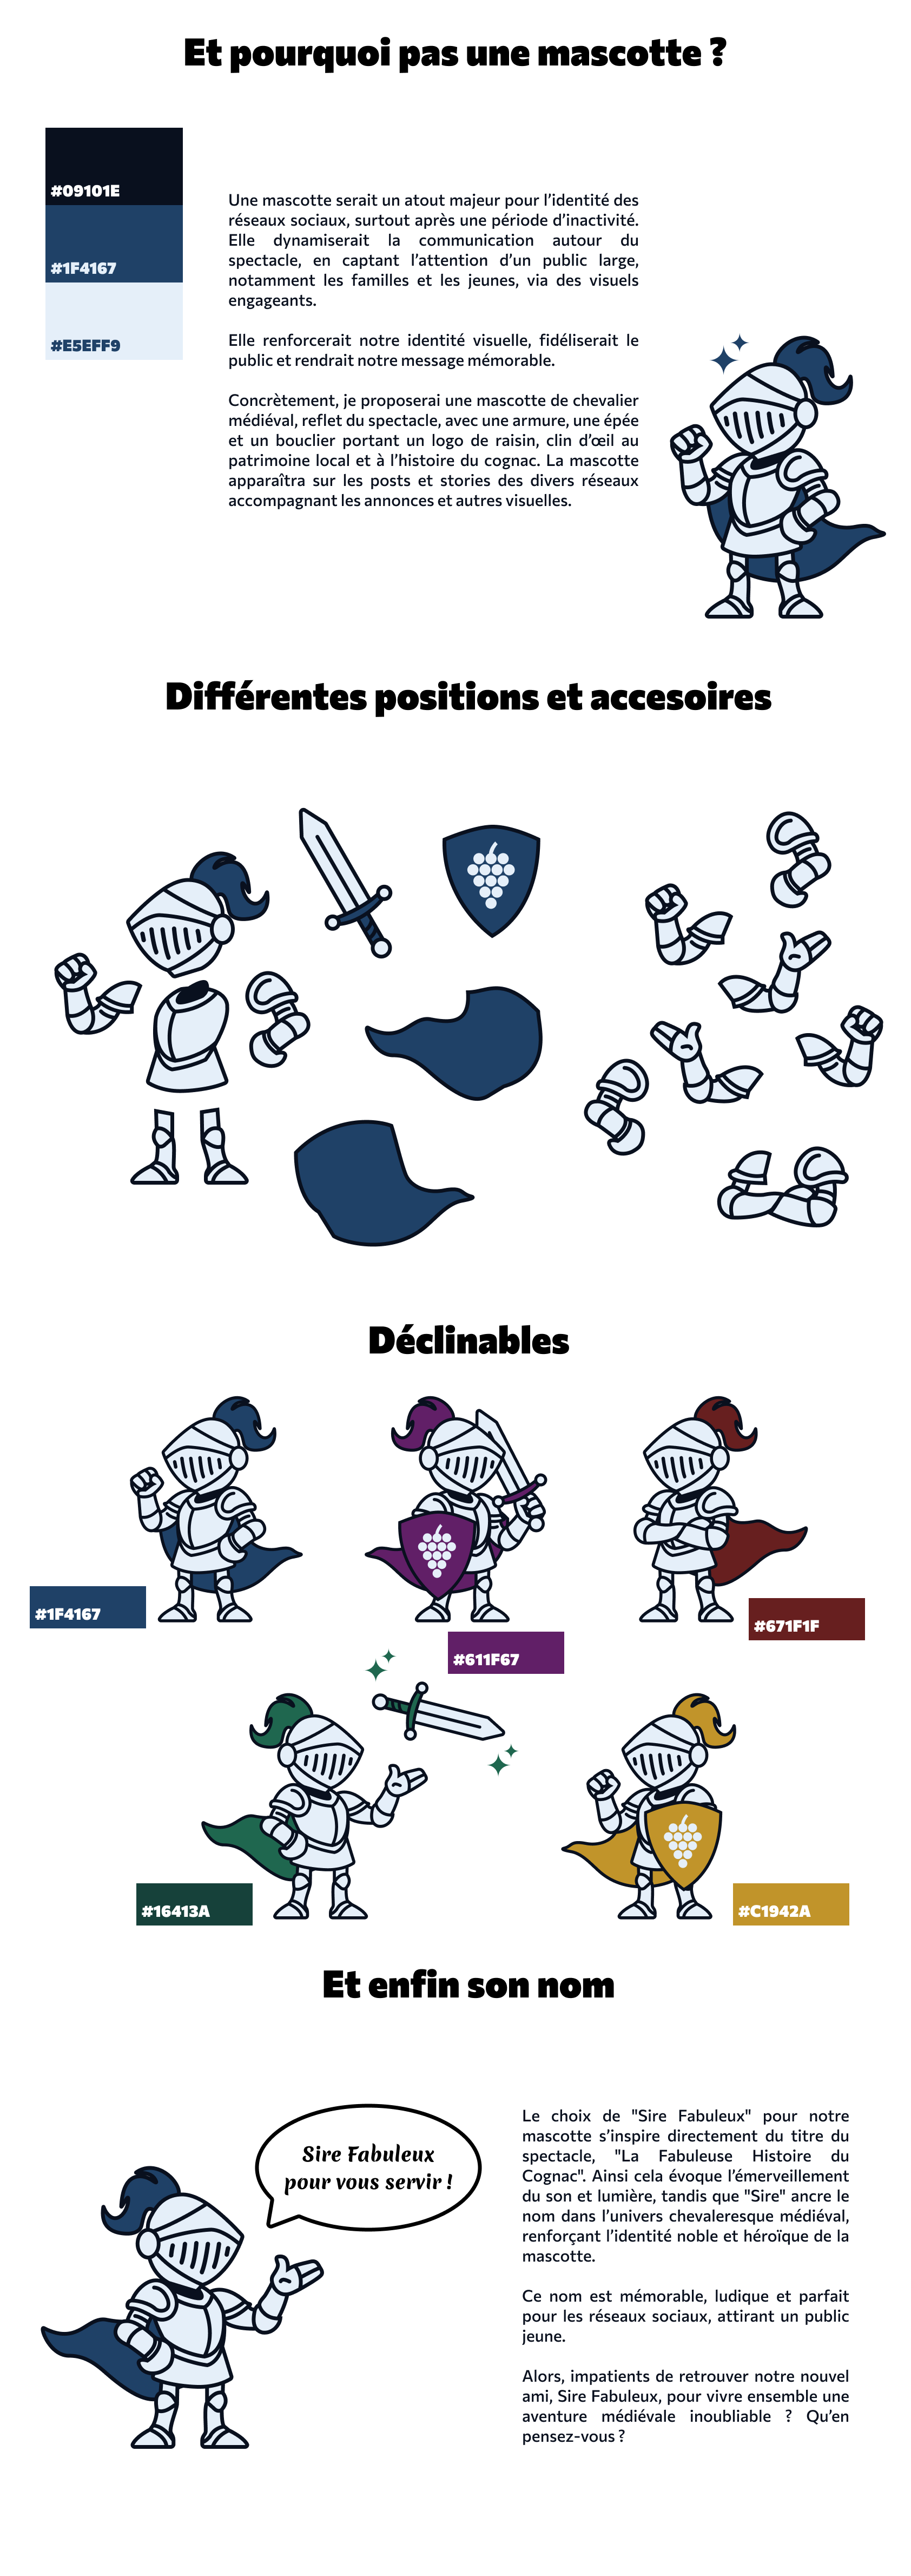 Et pourquoi pas une mascotte ?
#09101E
#1F4167
#E5EFF9
Une mascotte serait un atout majeur pour l’identité des
réseaux sociaux, surtout après une période d’inactivité.
Elle dynamiserait la communication autour du
spectacle, en captant l’attention d’un public large,
notamment les familles et les jeunes, via des visuels
engageants.
Elle renforcerait notre identité visuelle, fidéliserait le
public et rendrait notre message mémorable.
Concrètement, je proposerai une mascotte de chevalier
médiéval, reflet du spectacle, avec une armure, une épée
et un bouclier portant un logo de raisin, clin d’œil au
patrimoine local et à l’histoire du cognac. La mascotte
apparaîtra sur les posts et stories des divers réseaux
accompagnant les annonces et autres visuelles.
Différentes positions et accesoires
Déclinables
#1F4167
#611F67
#671F1F
#16413A
#C1942A
Et enfin son nom
Sire Fabuleux
pour vous servir !
Le choix de "Sire Fabuleux" pour notre
mascotte s’inspire directement du titre du
spectacle, "La Fabuleuse Histoire du
Cognac". Ainsi cela évoque l’émerveillement
du son et lumière, tandis que "Sire" ancre le
nom dans l’univers chevaleresque médiéval,
renforçant l’identité noble et héroïque de la
mascotte.
Ce nom est mémorable, ludique et parfait
pour les réseaux sociaux, attirant un public
jeune.
Alors, impatients de retrouver notre nouvel
ami, Sire Fabuleux, pour vivre ensemble une
aventure médiévale inoubliable ? Qu’en
pensez-vous ?